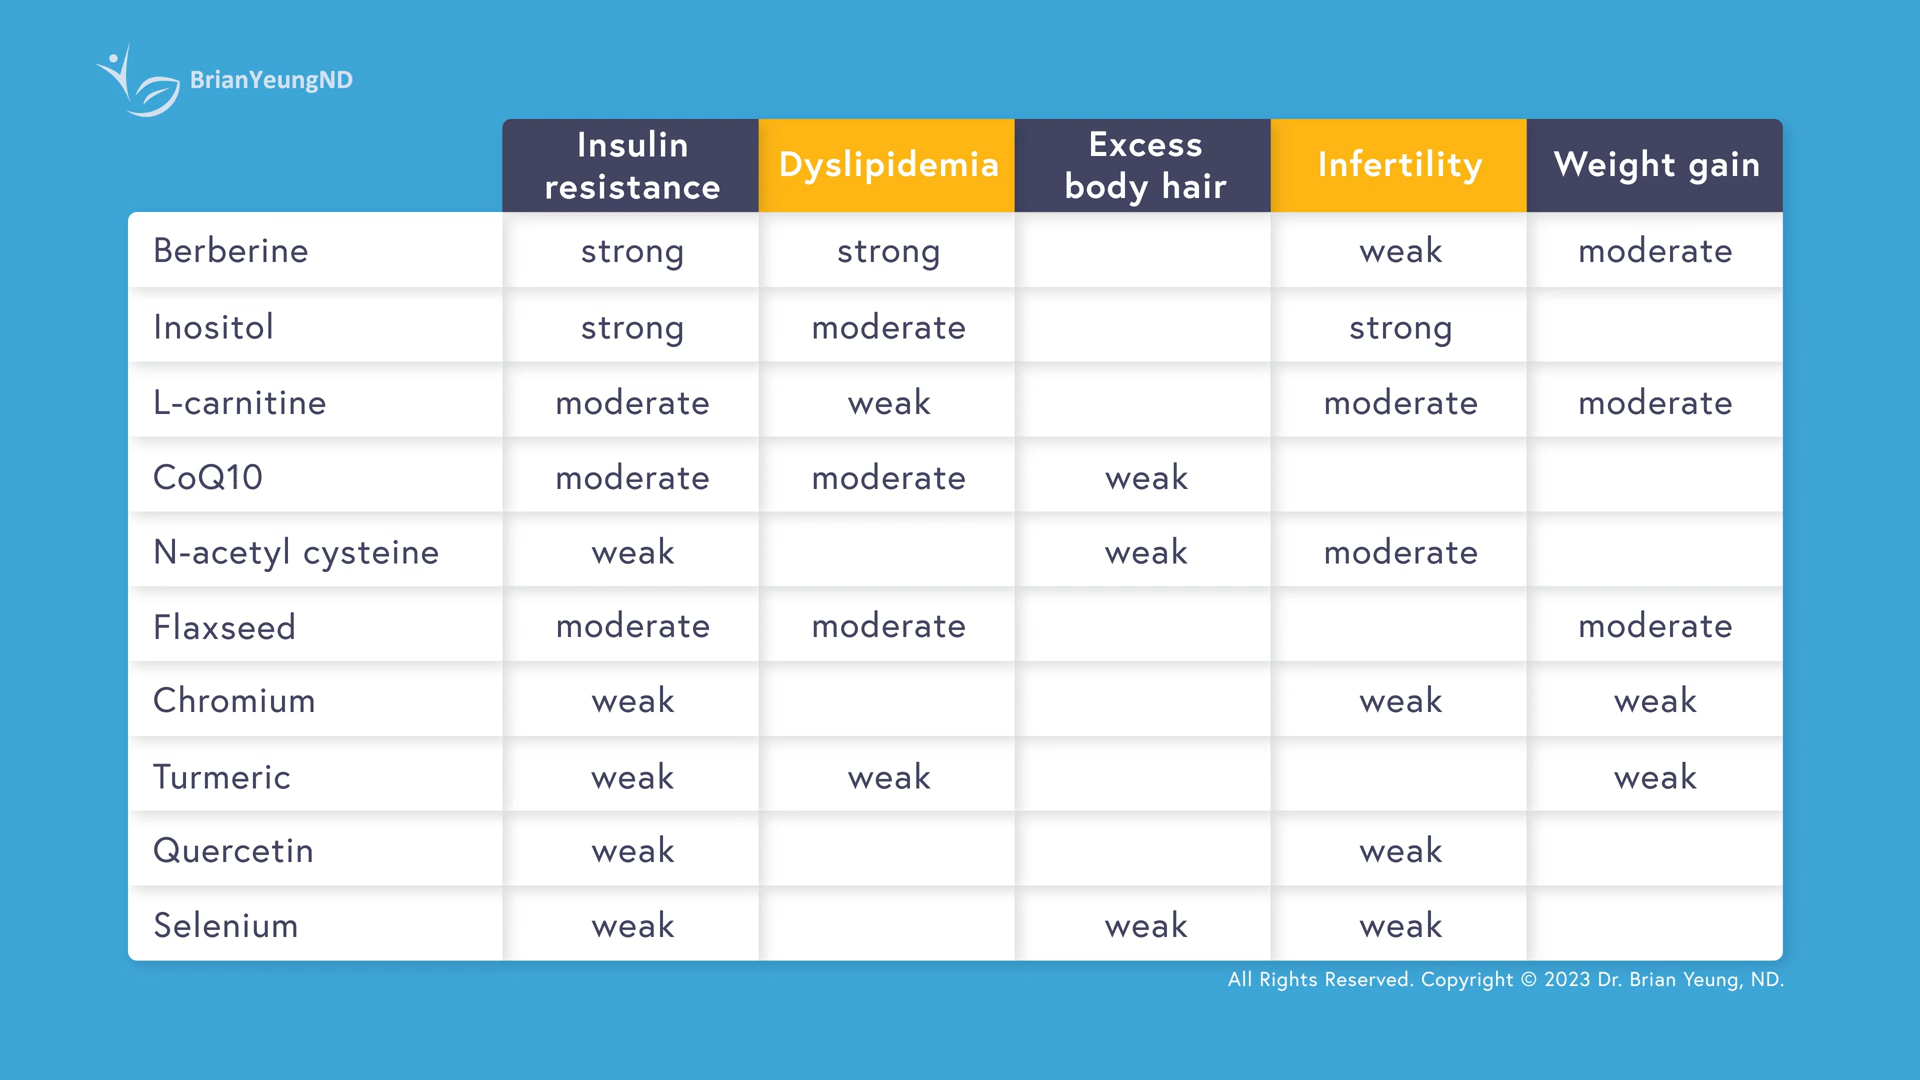 BrianYeungND
Insulin resistance Dyslipidemia Excess body hair Infertility Weight gain
Berberine strong strong weak moderate
Inositol strong moderate strong
L-carnitine moderate weak moderate moderate
CoQ10 moderate moderate weak
N-acetyl cysteine weak weak moderate
Flaxseed moderate moderate moderate
Chromium weak weak weak
Turmeric weak weak weak
Quercetin weak weak
Selenium weak weak weak
All Rights Reserved. Copyright © 2023 Dr. Brian Yeung, ND.